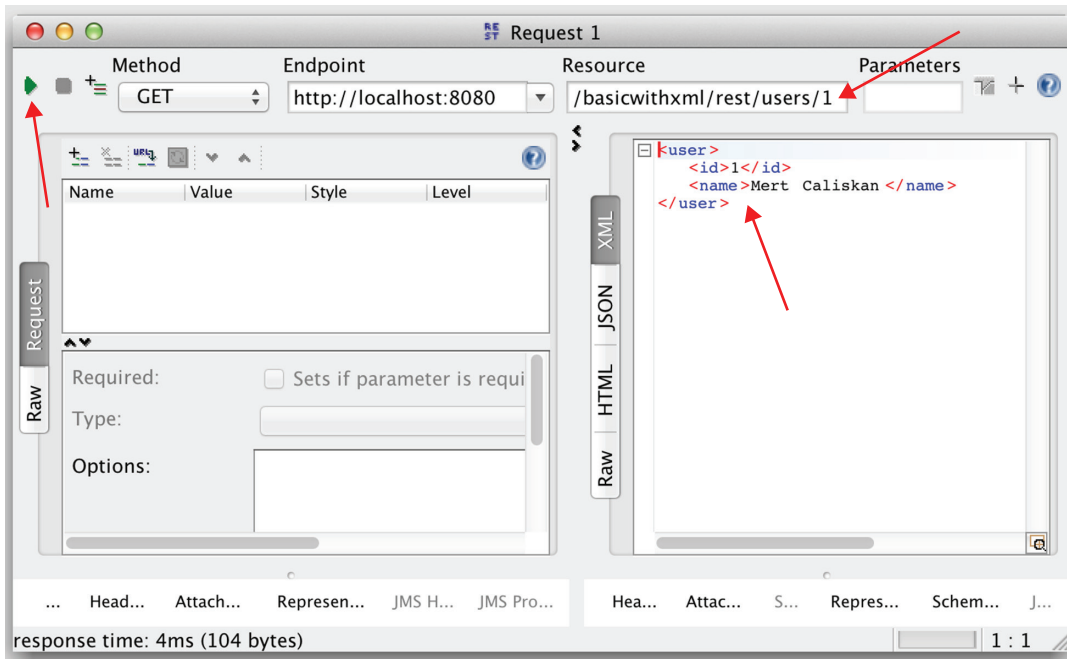 REST Request 1
Method Endpoint Resource Parameters
GET http://localhost:8080 /basicwithxml/rest/users/1
URL
Name Value Style Level
Request
Raw
Required: Sets if parameter is requi
Type:
Options:
XML
JSON
HTML
Raw
<user>
<id>1</id>
<name>Mert Caliskan</name>
</user>
... Head... Attach... Represen... JMS H... JMS Pro...
Hea... Attac... S... Repres... Schem... J...
response time: 4ms (104 bytes) 1 : 1